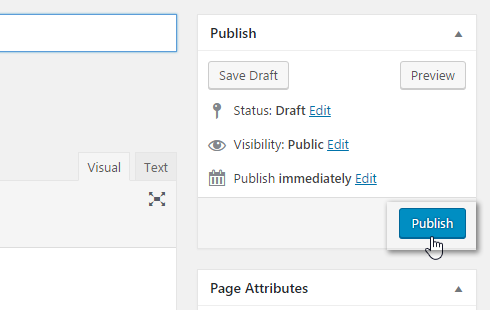 Publish
Save Draft
Preview
Status: Draft Edit
Visibility: Public Edit
Visual
Text
Publish immediately Edit
Publish
Page Attributes